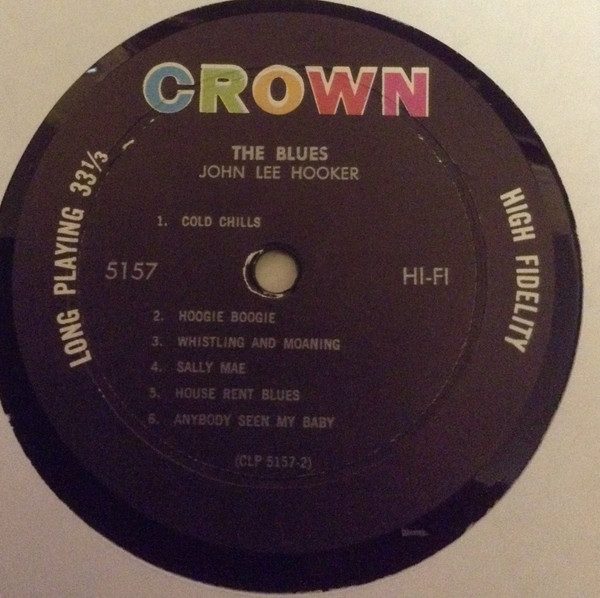 CROWN
THE BLUES
JOHN LEE HOOKER
LONG PLAYING 33⅓
HIGH FIDELITY
1. COLD CHILLS
5157
HI-FI
2. HOOGIE BOOGIE
3. WHISTLING AND MOANING
4. SALLY MAE
5. HOUSE RENT BLUES
6. ANYBODY SEEN MY BABY
(CLP 5157-2)